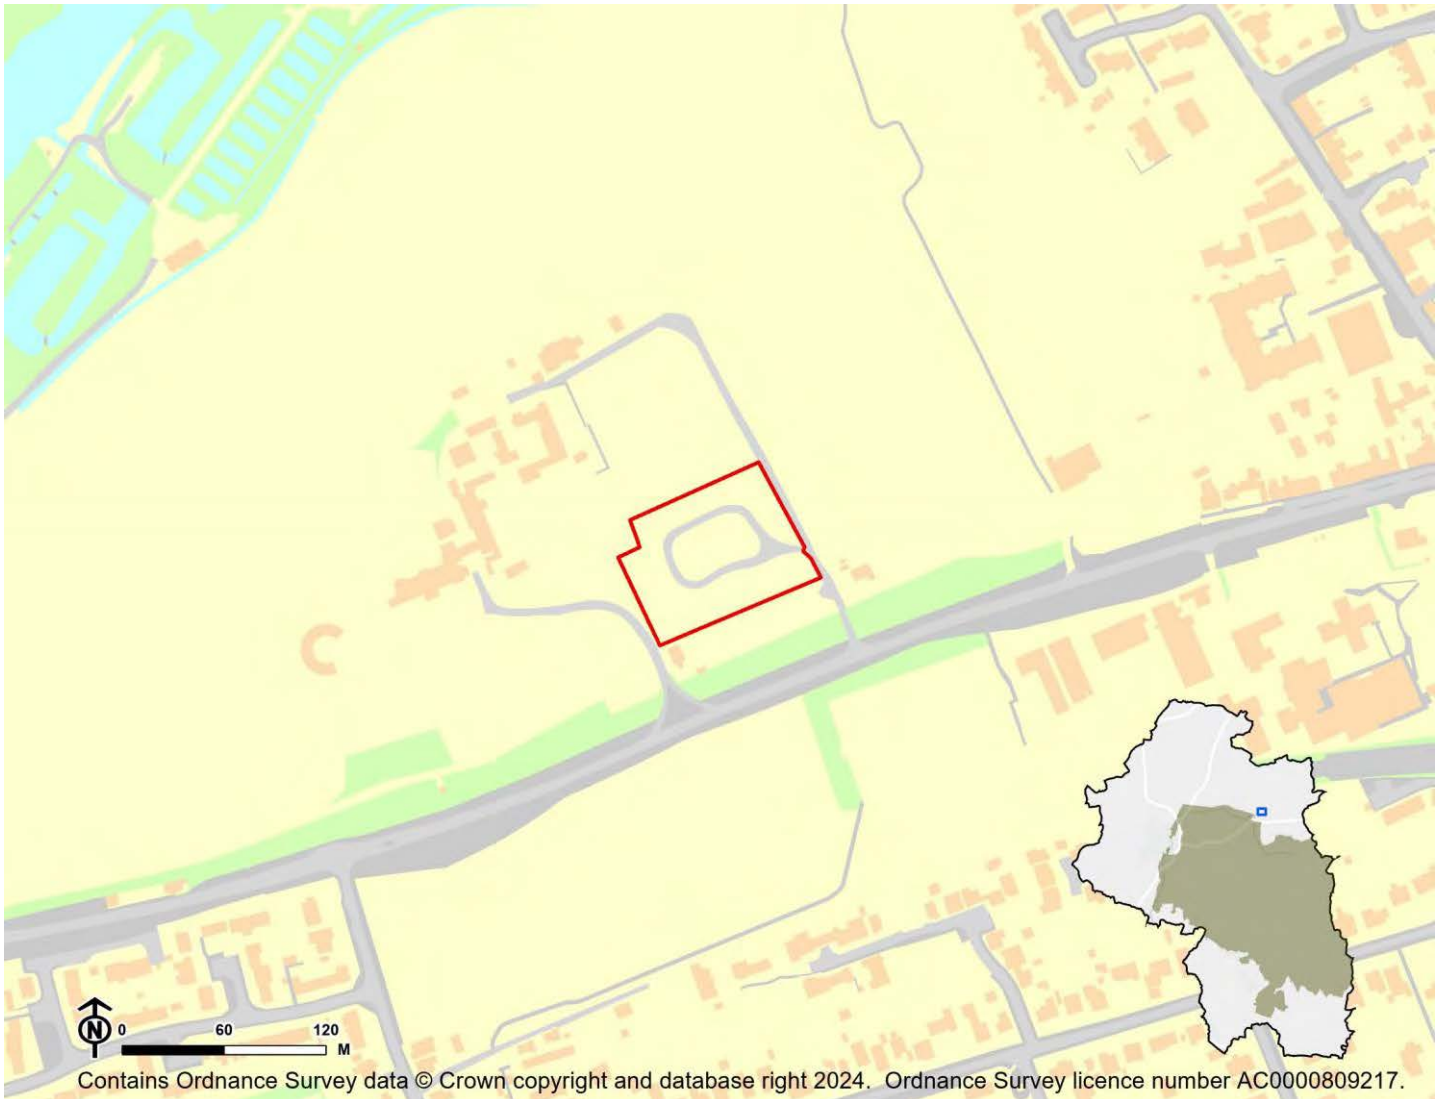 N 0 60 120
M
Contains Ordnance Survey data © Crown copyright and database right 2024. Ordnance Survey licence number AC0000809217.